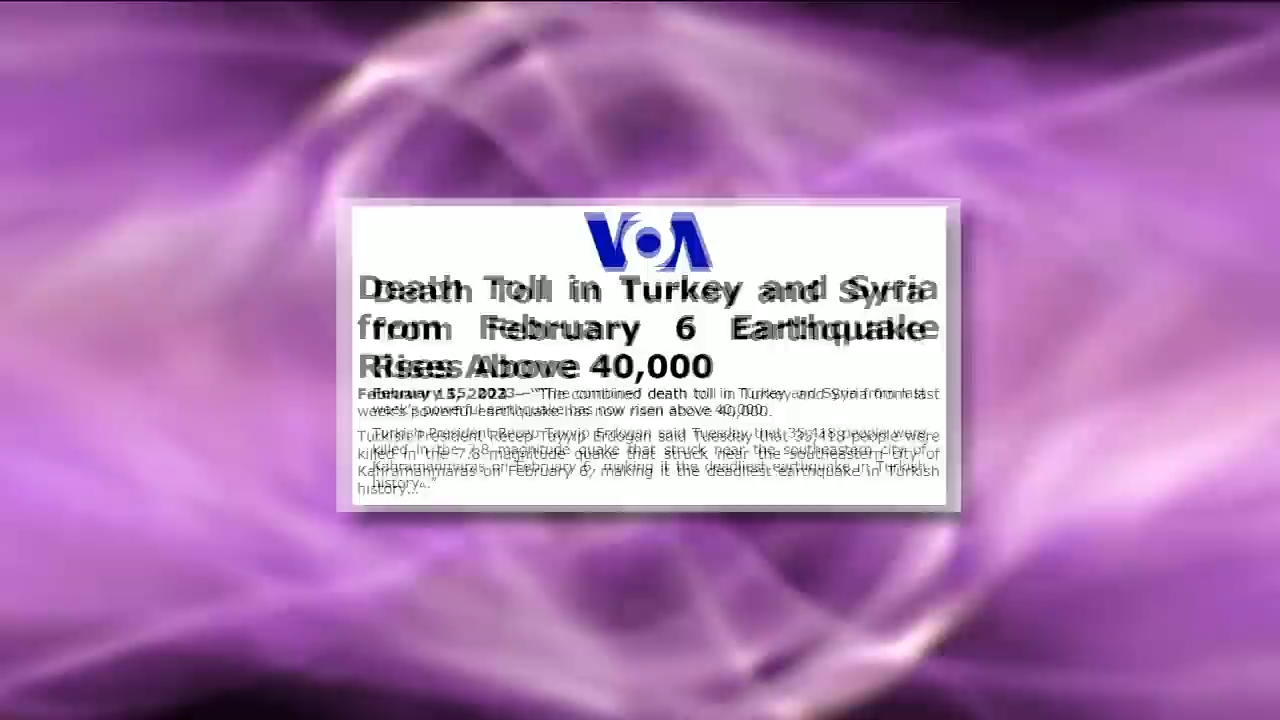 VOA
Death Toll in Turkey and Syria
from February 6 Earthquake
Rises Above 40,000
February 15, 2023—“The combined death toll in Turkey and Syria from last
week’s powerful earthquake has now risen above 40,000.
Turkish President Recep Tayyip Erdogan said Tuesday that 35,418 people were
killed in the 7.8 magnitude quake that struck near the southeastern city of
Kahramanmaras on February 6, making it the deadliest earthquake in Turkish
history...”